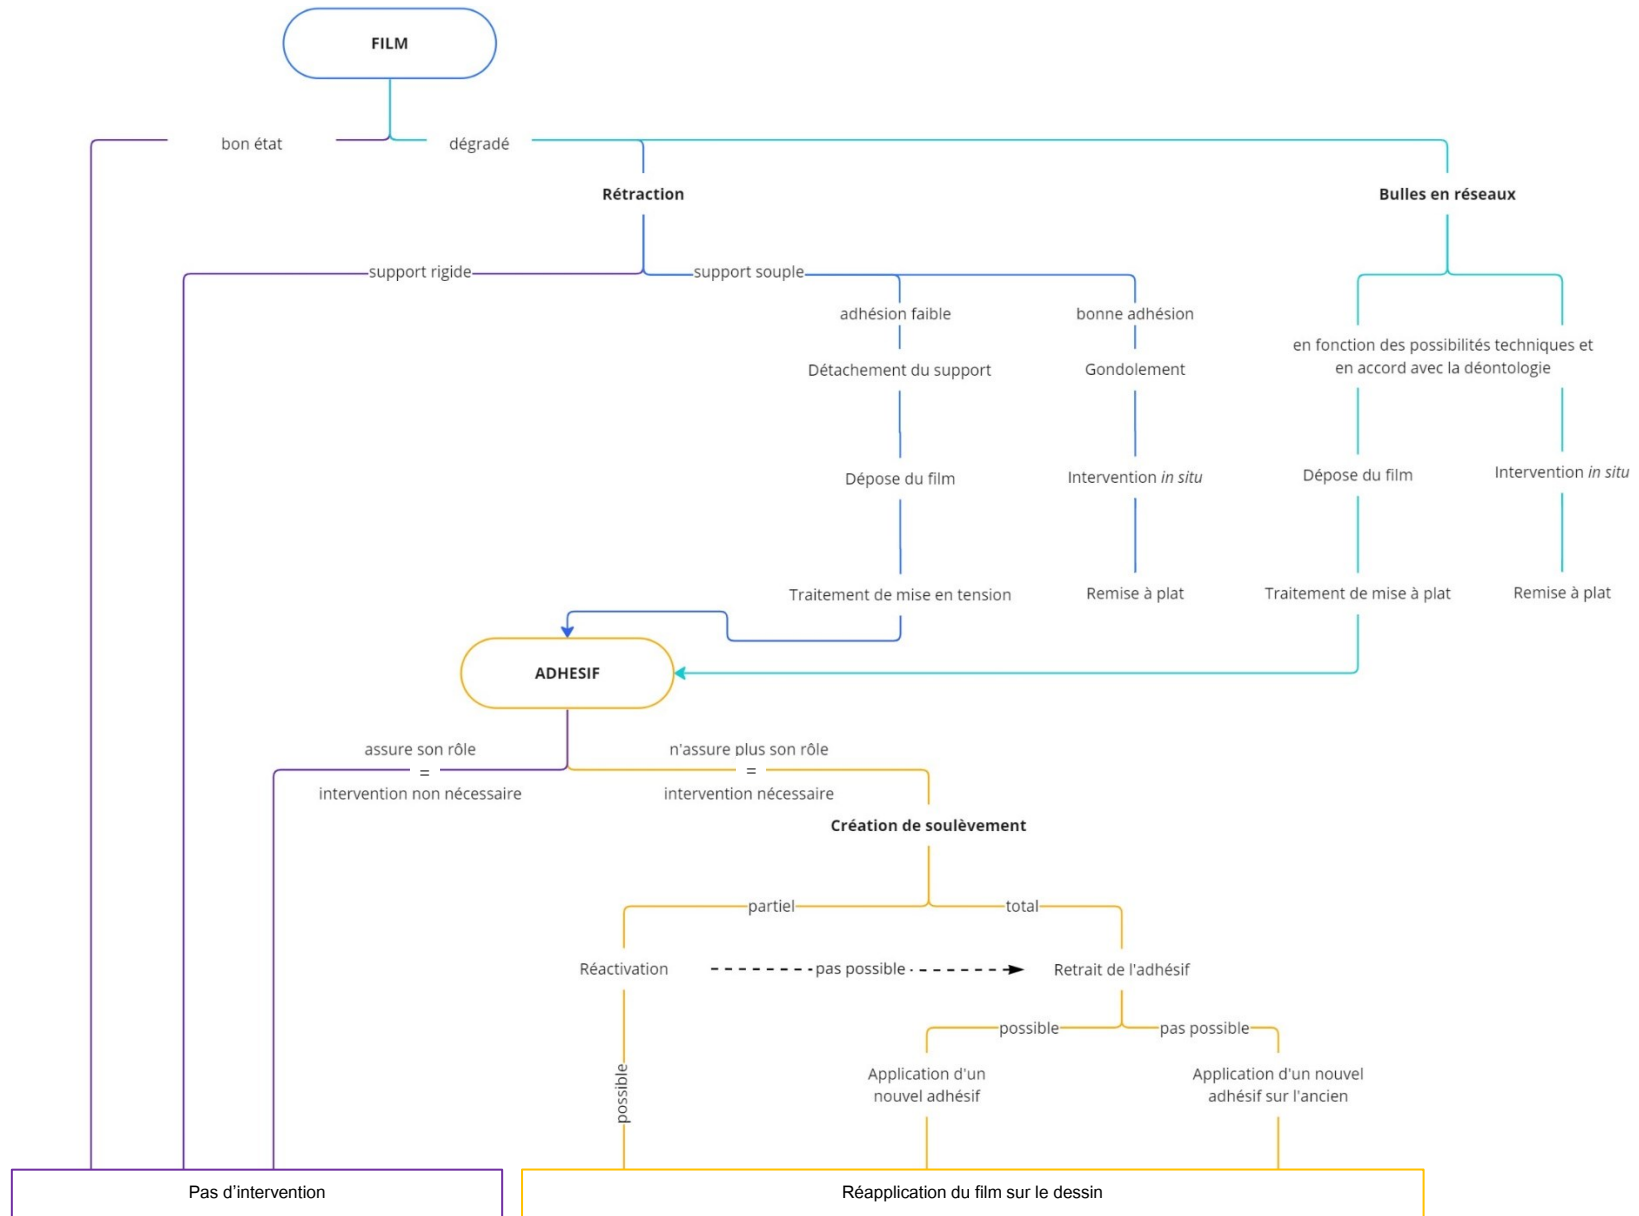 FILM
bon état
dégradé
Rétraction
Bulles en réseaux
support rigide
support souple
adhésion faible
bonne adhésion
en fonction des possibilités techniques et
en accord avec la déontologie
Détachement du support
Gondolement
Dépose du film
Intervention in situ
Dépose du film
Intervention in situ
Traitement de mise en tension
Remise à plat
Traitement de mise à plat
Remise à plat
ADHESIF
assure son rôle
=
intervention non nécessaire
n'assure plus son rôle
=
intervention nécessaire
Création de soulèvement
partiel
total
Réactivation
pas possible
Retrait de l'adhésif
possible
pas possible
possible
Application d'un
nouvel adhésif
Application d'un nouvel
adhésif sur l'ancien
Pas d’intervention
Réapplication du film sur le dessin